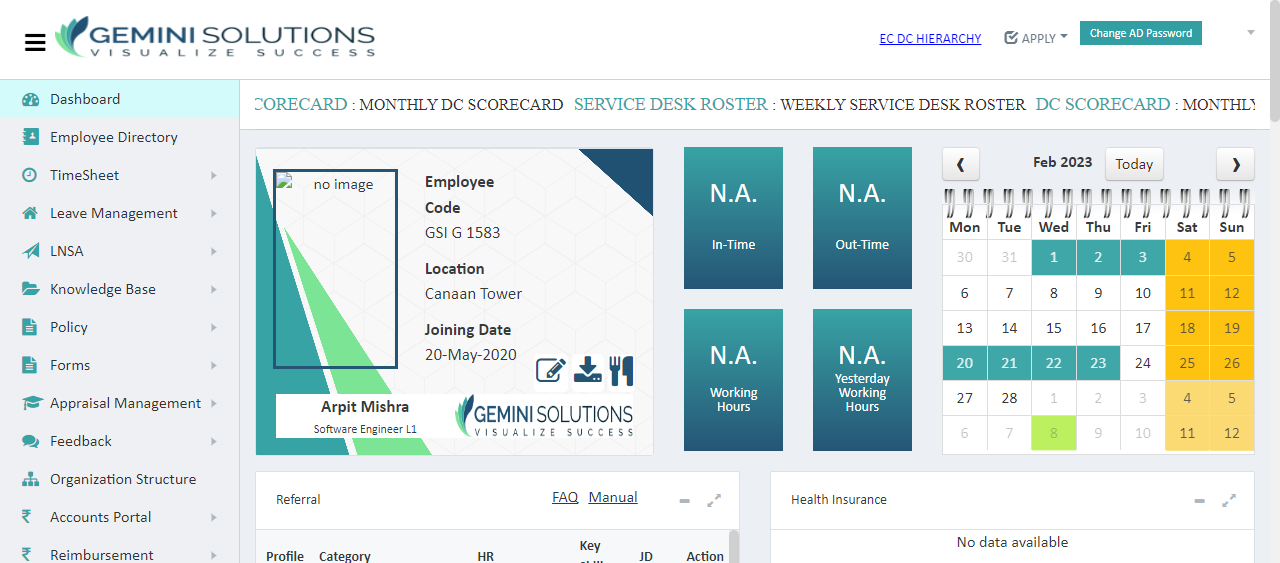 GEMINI SOLUTIONS
VISUALIZE SUCCESS
EC DC HIERARCHY
APPLY
Change AD Password
Dashboard
Employee Directory
TimeSheet
Leave Management
LNSA
Knowledge Base
Policy
Forms
Appraisal Management
Feedback
Organization Structure
Accounts Portal
Reimbursement
CORECARD : MONTHLY DC SCORECARD SERVICE DESK ROSTER : WEEKLY SERVICE DESK ROSTER DC SCORECARD : MONTHLY
no image
Employee
Code
GSI G 1583
Location
Canaan Tower
Joining Date
20-May-2020
Arpit Mishra
Software Engineer L1
GEMINI SOLUTIONS
VISUALIZE SUCCESS
N.A.
In-Time
N.A.
Out-Time
N.A.
Working
Hours
N.A.
Yesterday
Working
Hours
Feb 2023
Today
Mon Tue Wed Thu Fri Sat Sun
30 31 1 2 3 4 5
6 7 8 9 10 11 12
13 14 15 16 17 18 19
20 21 22 23 24 25 26
27 28 1 2 3 4 5
6 7 8 9 10 11 12
Referral
FAQ Manual
Profile Category HR Key JD Action
Health Insurance
No data available